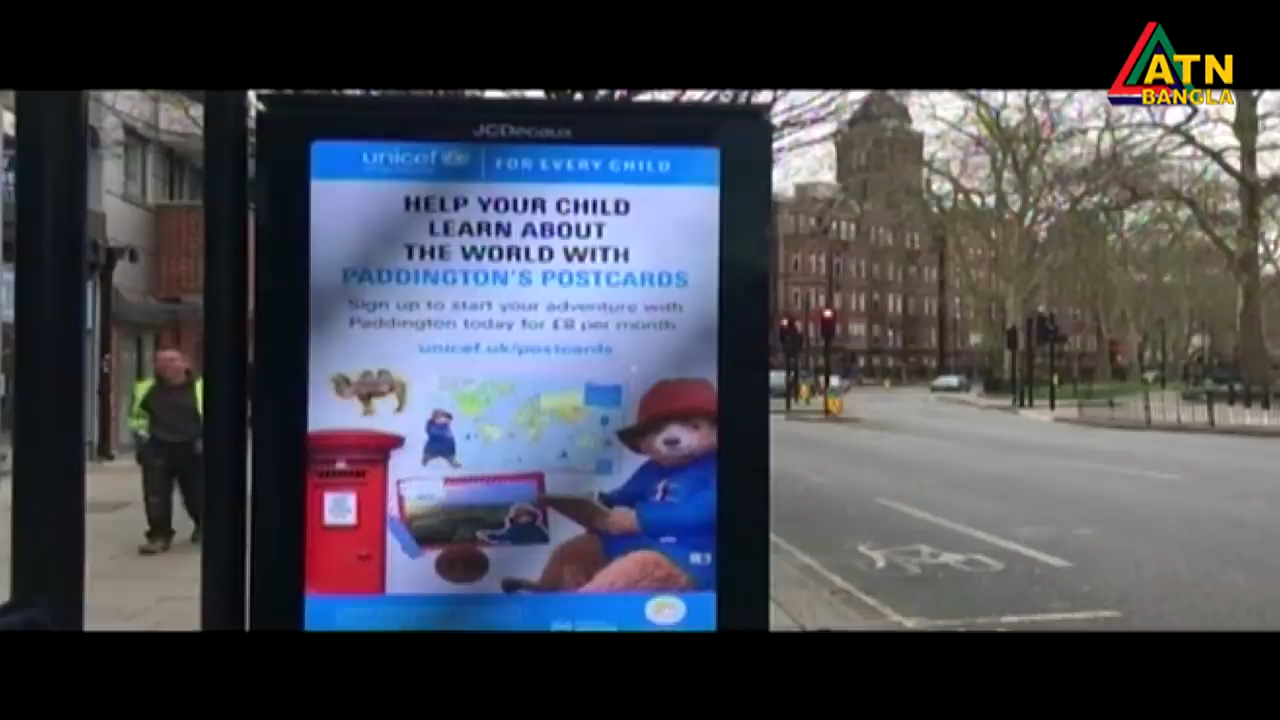 ATN
BANGLA
JCDecaux
unicef | FOR EVERY CHILD
HELP YOUR CHILD
LEARN ABOUT
THE WORLD WITH
PADDINGTON'S POSTCARDS
Sign up to start your adventure with
Paddington today for £8 per month
unicef.uk/postcards